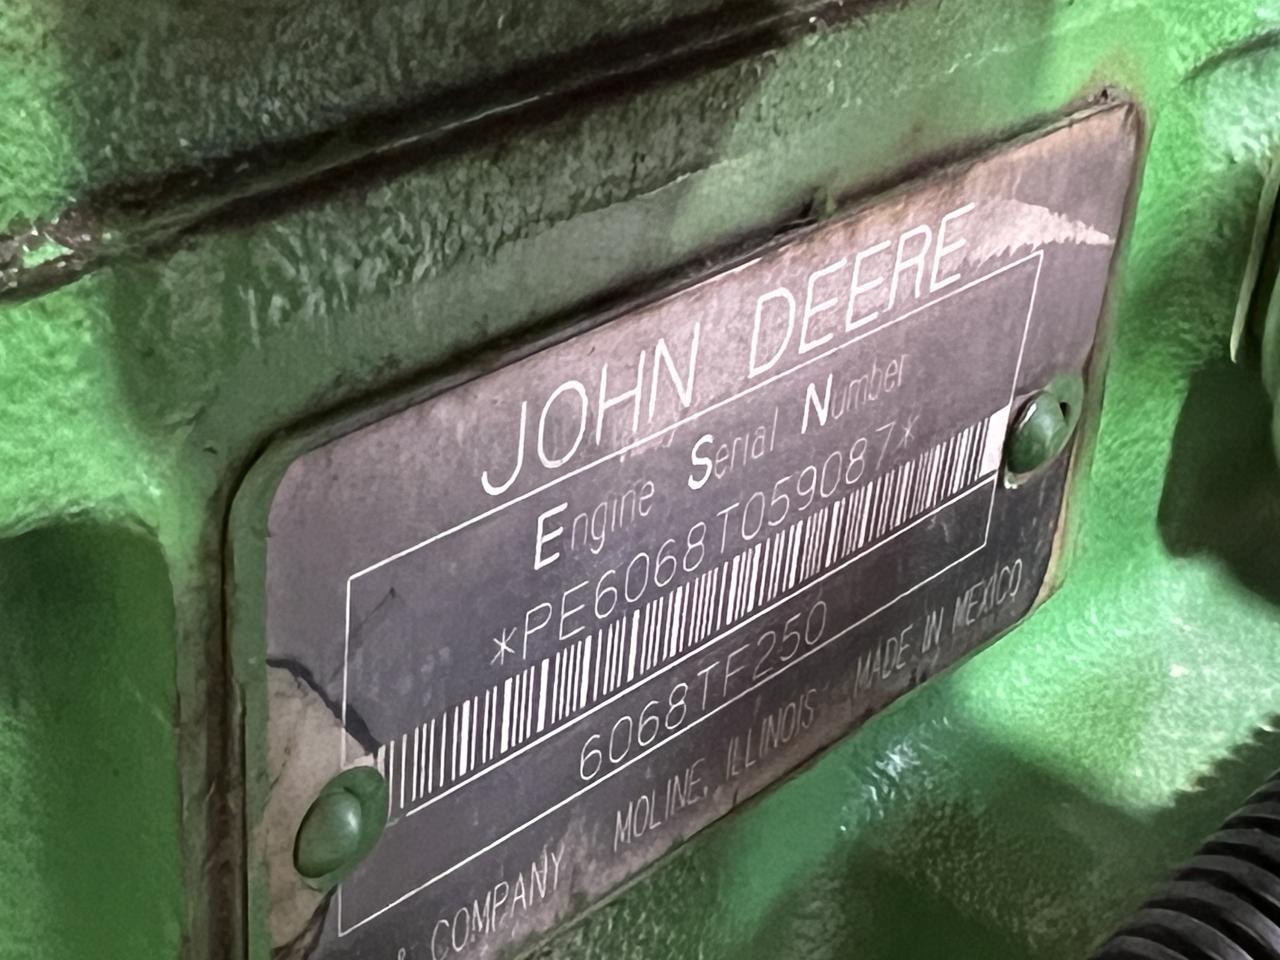 JOHN DEERE
Engine Serial Number
*PE6068T059087*
6068TF250
& COMPANY MOLINE, ILLINOIS MADE IN MEXICO